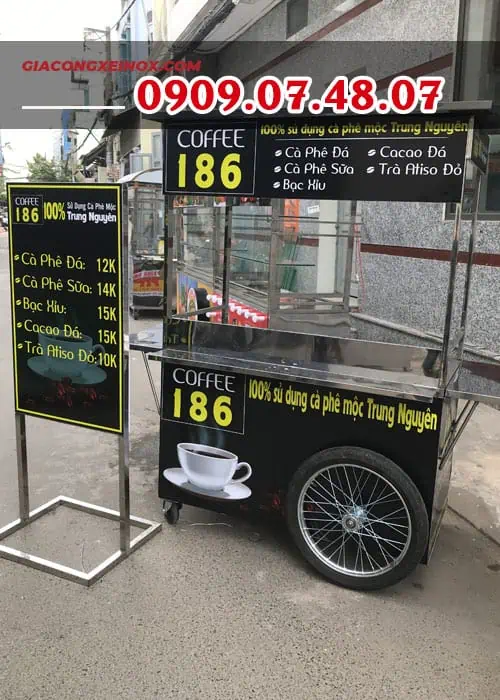 GIACONGXEINOX.COM
0909.07.48.07
COFFEE
186
100% sử dụng cà phê mộc Trung Nguyên
Cà Phê Đá
Cà Phê Sữa
Bạc Xỉu
Cacao Đá
Trà Atiso Đỏ
COFFEE
186
100% Sử Dụng Cà Phê Mộc
Trung Nguyên
Cà Phê Đá: 12K
Cà Phê Sữa: 14K
Bạc Xỉu: 15K
Cacao Đá: 15K
Trà Atiso Đỏ: 10K
COFFEE
186
100% sử dụng cà phê mộc Trung Nguyên